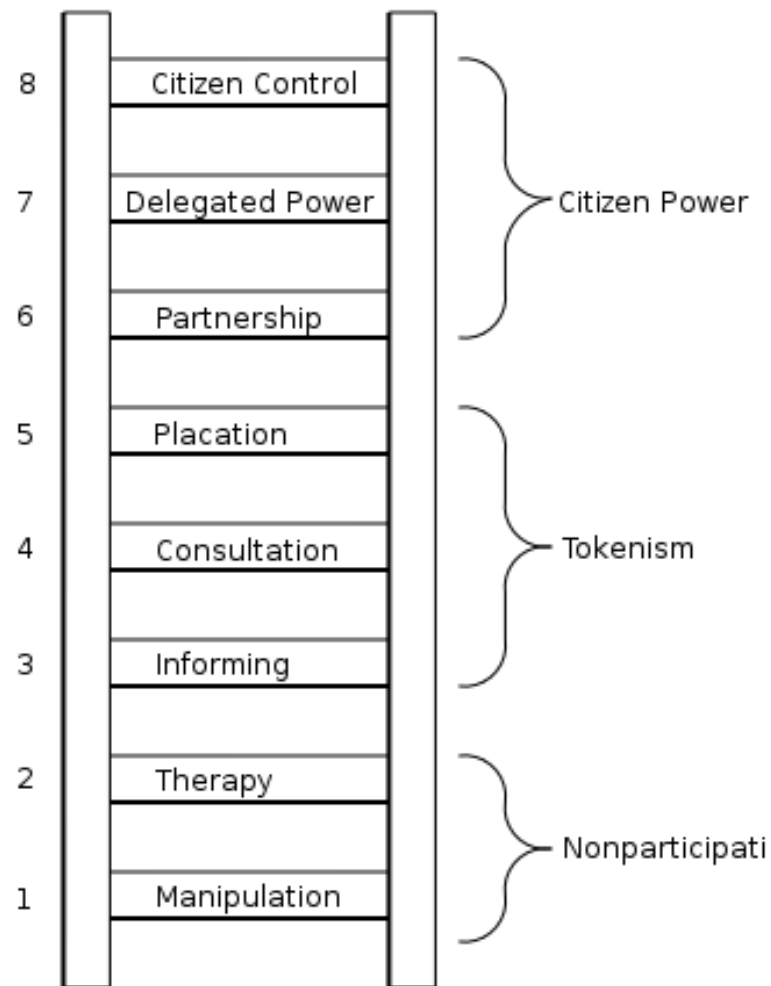 8 Citizen Control
7 Delegated Power Citizen Power
6 Partnership
5 Placation
4 Consultation Tokenism
3 Informing
2 Therapy
Nonparticipati
1 Manipulation